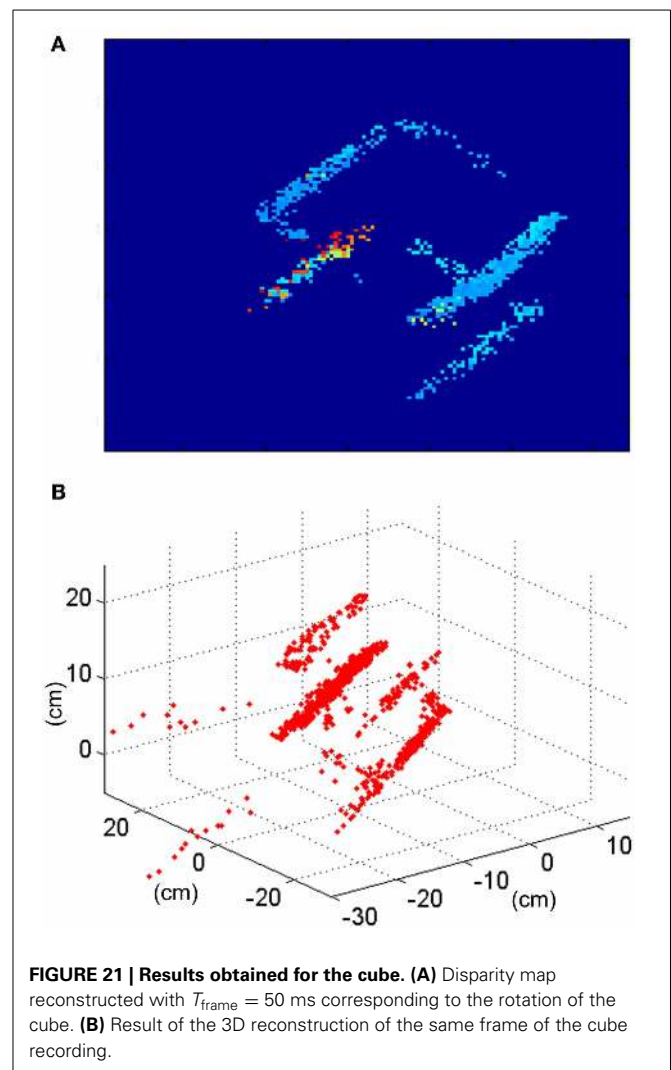 A
B
20
10
0
(cm)
20
0
-20
(cm)
-30
-20
-10
0
10
(cm)
FIGURE 21 | Results obtained for the cube. (A) Disparity map
reconstructed with Tframe = 50 ms corresponding to the rotation of the
cube. (B) Result of the 3D reconstruction of the same frame of the cube
recording.